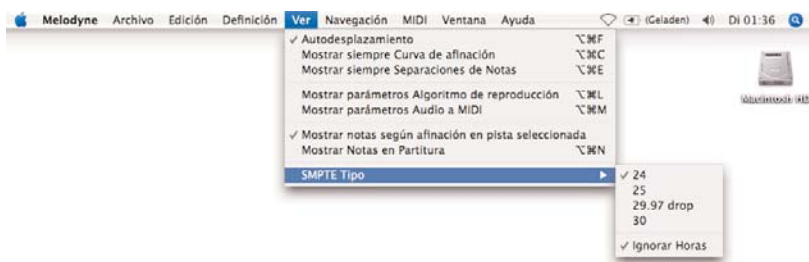 Melodyne Archivo Edición Definición Ver Navegación MIDI Ventana Ayuda (Geladen) Di 01:36
✓ Autodesplazamiento ⌥⌘F
Mostrar siempre Curva de afinación ⌥⌘C
Mostrar siempre Separaciones de Notas ⌥⌘E
Mostrar parámetros Algoritmo de reproducción ⌥⌘L
Mostrar parámetros Audio a MIDI ⌥⌘M
✓ Mostrar notas según afinación en pista seleccionada
Mostrar Notas en Partitura ⌥⌘N
SMPTE Tipo ▶
✓ 24
25
29.97 drop
30
✓ Ignorar Horas
Macintosh HD